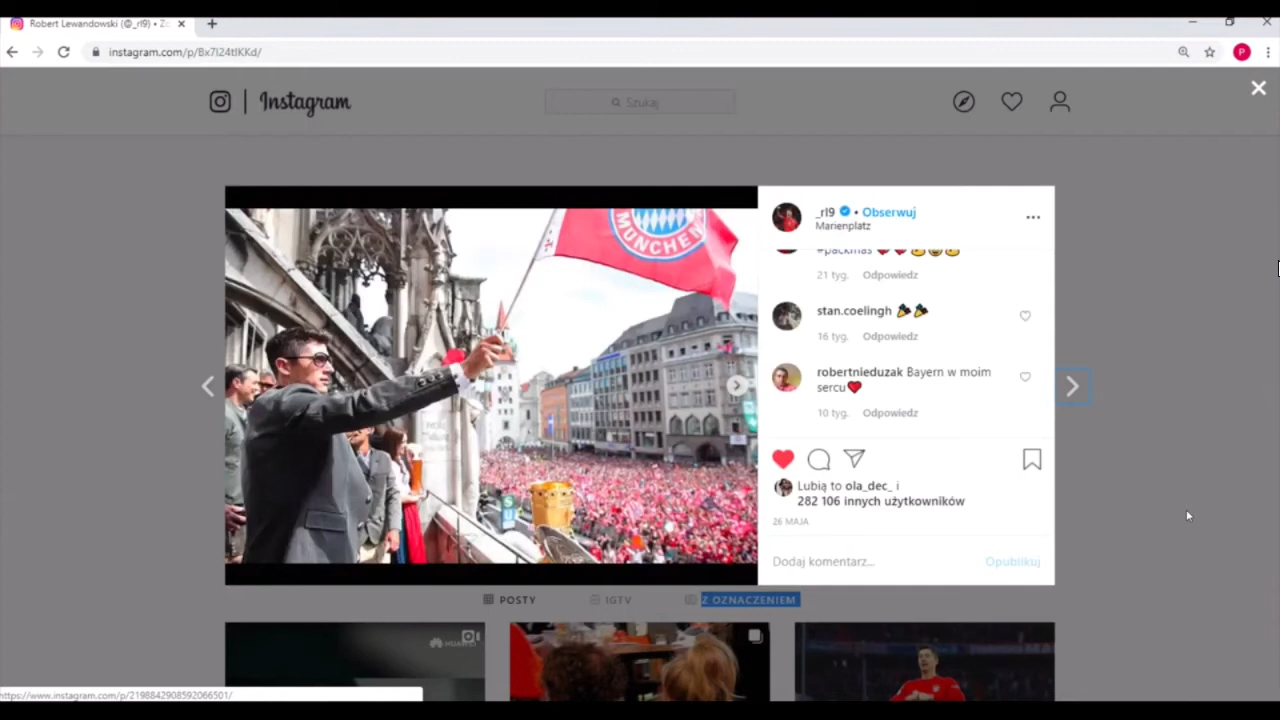 Robert Lewandowski (@_rl9) •
instagram.com/p/Bx7I24tIKKd/
P
Instagram
Szukaj
MÜNCHEN
_rl9 • Obserwuj
Marienplatz
#packmas ❤️❤️
21 tyg. Odpowiedz
stan.coelingh 🎉🎉
16 tyg. Odpowiedz
robertnieduzak Bayern w moim
sercu❤️
10 tyg. Odpowiedz
Lubią to ola_dec_ i
282 106 innych użytkowników
26 MAJA
Dodaj komentarz...
Opublikuj
POSTY
IGTV
Z OZNACZENIEM
HUAWEI
https://www.instagram.com/p/2198842908592066501/